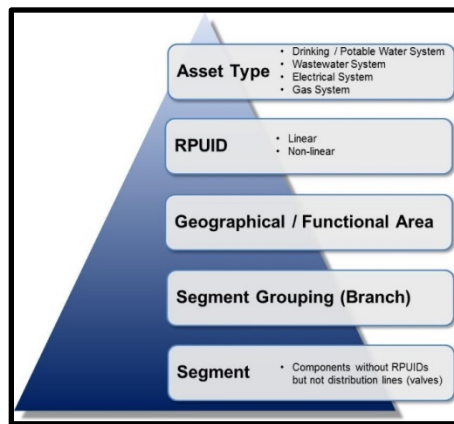 Asset Type
• Drinking / Potable Water System
• Wastewater System
• Electrical System
• Gas System
RPUID
• Linear
• Non-linear
Geographical / Functional Area
Segment Grouping (Branch)
Segment
• Components without RPUIDs
but not distribution lines (valves)